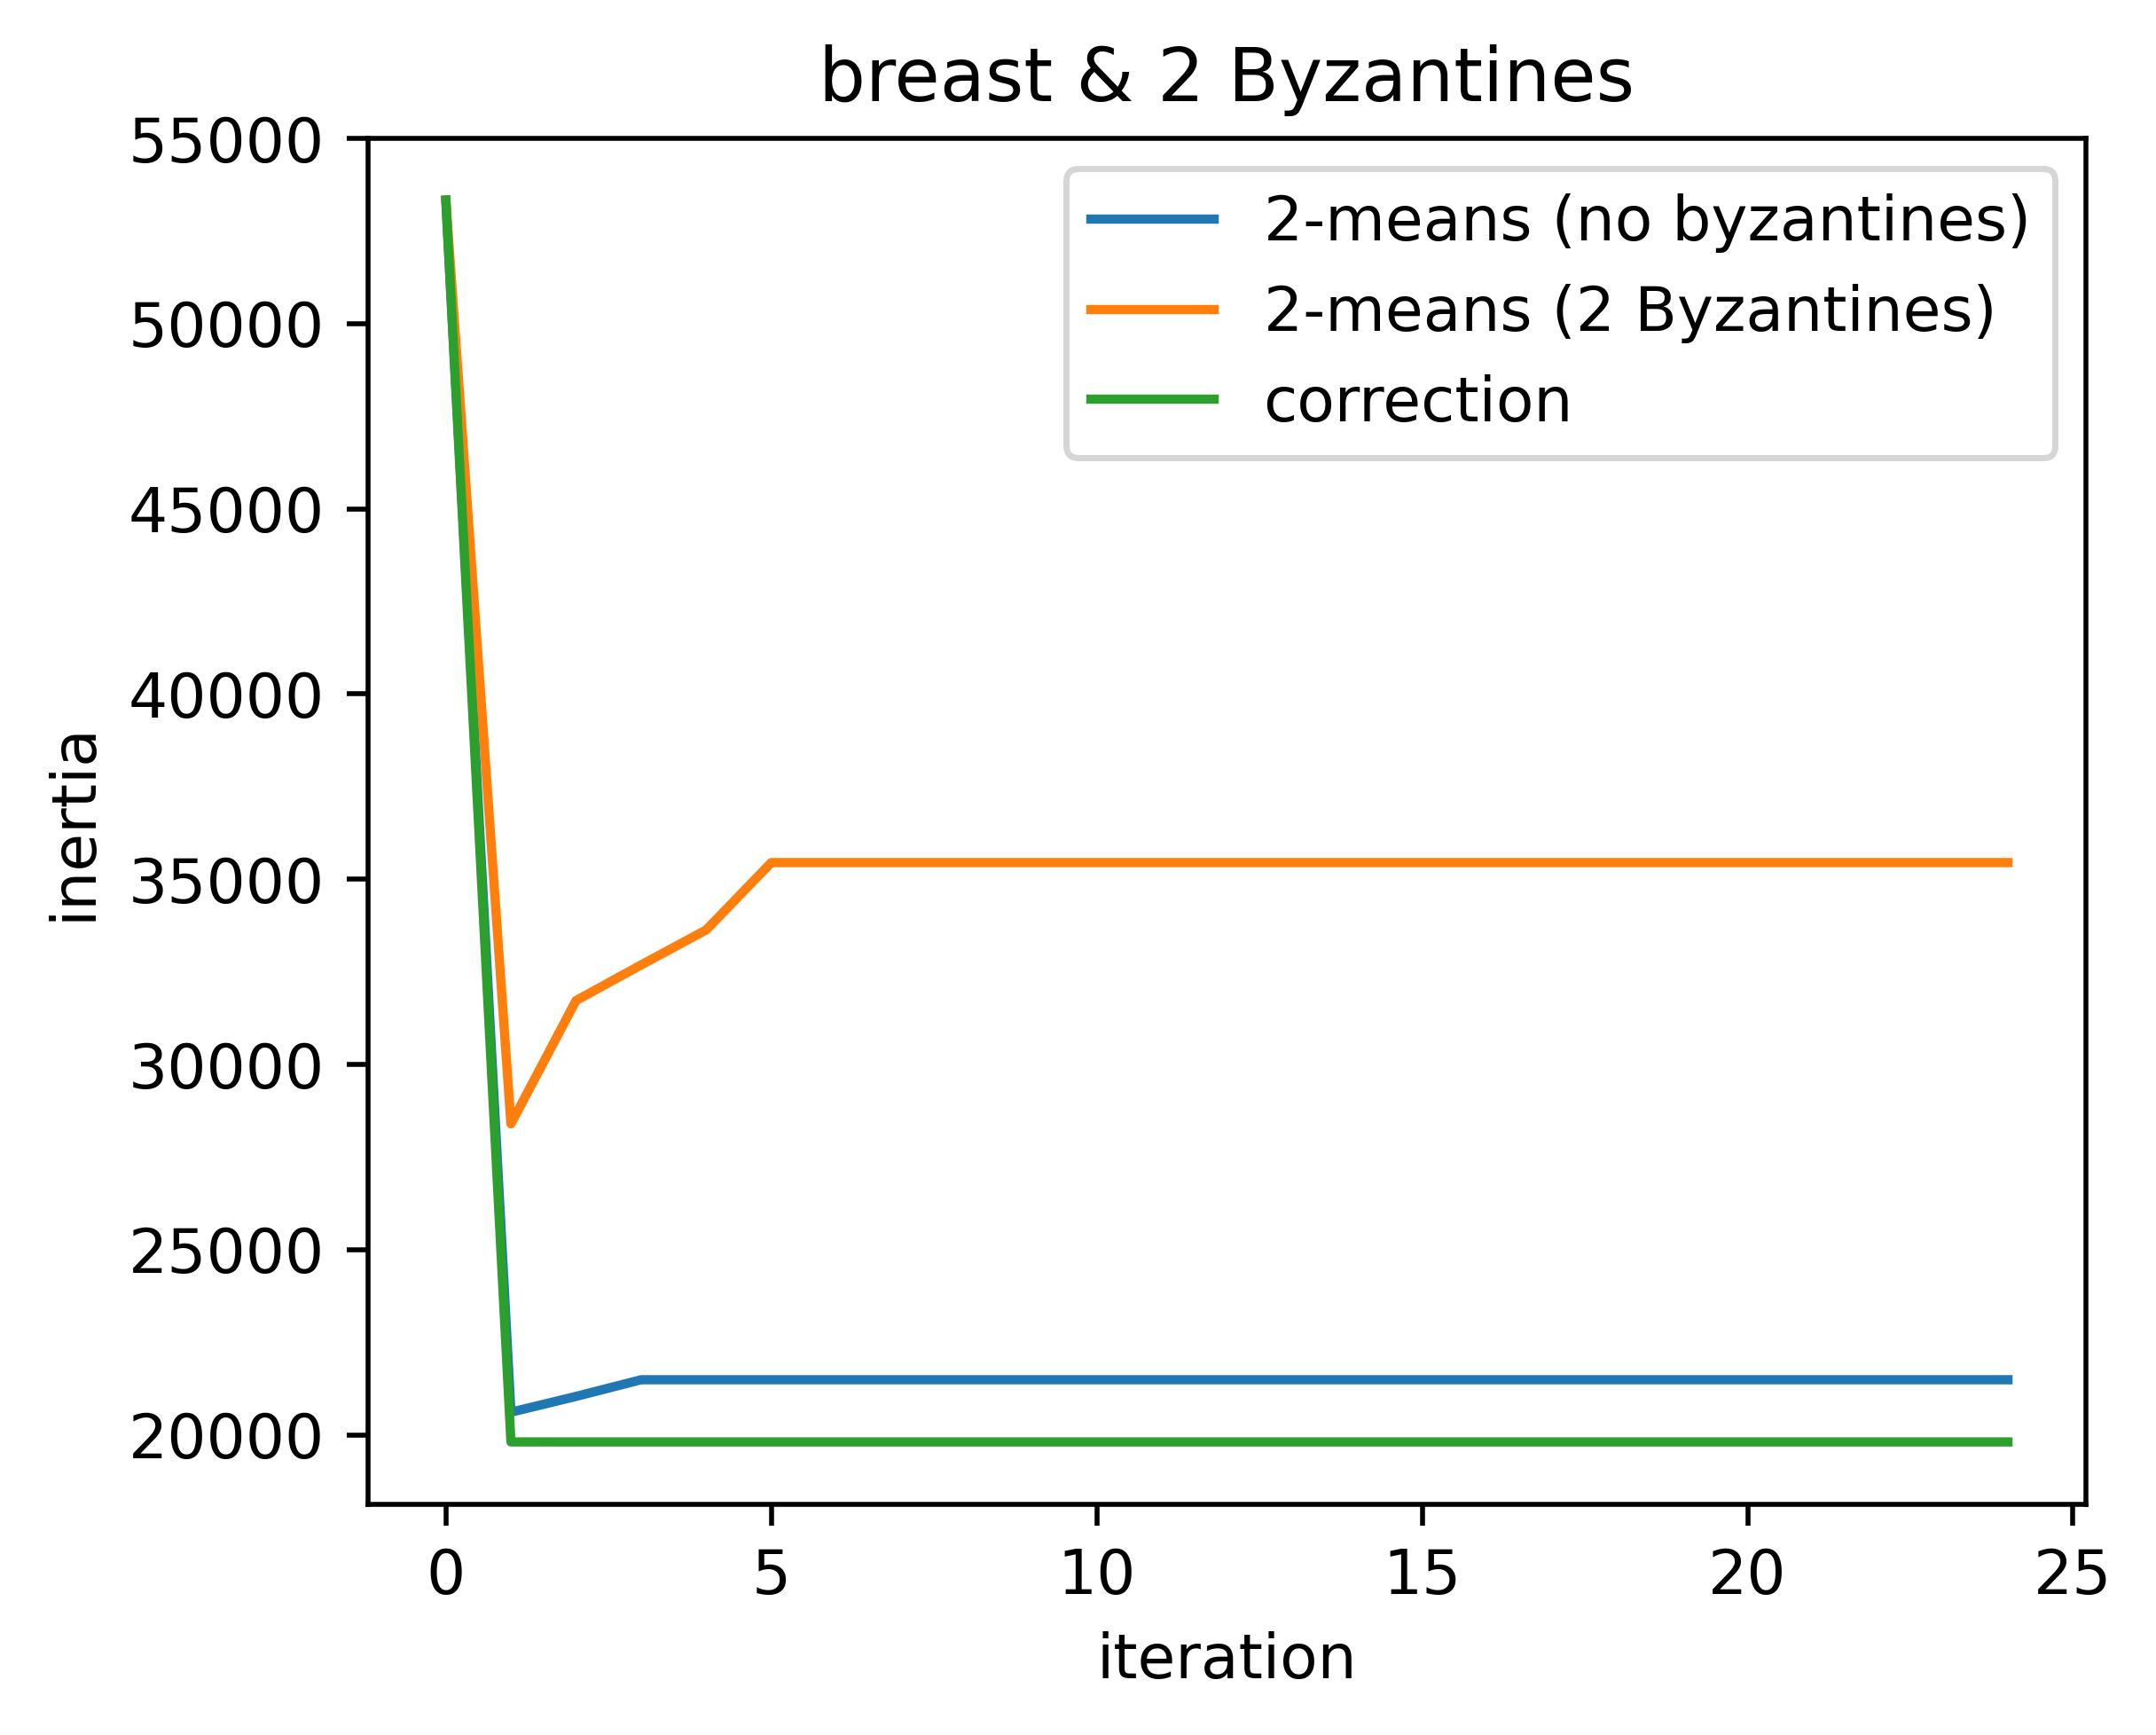 breast & 2 Byzantines
55000
50000
45000
40000
35000
30000
25000
20000
inertia
2-means (no byzantines)
2-means (2 Byzantines)
correction
0 5 10 15 20 25
iteration